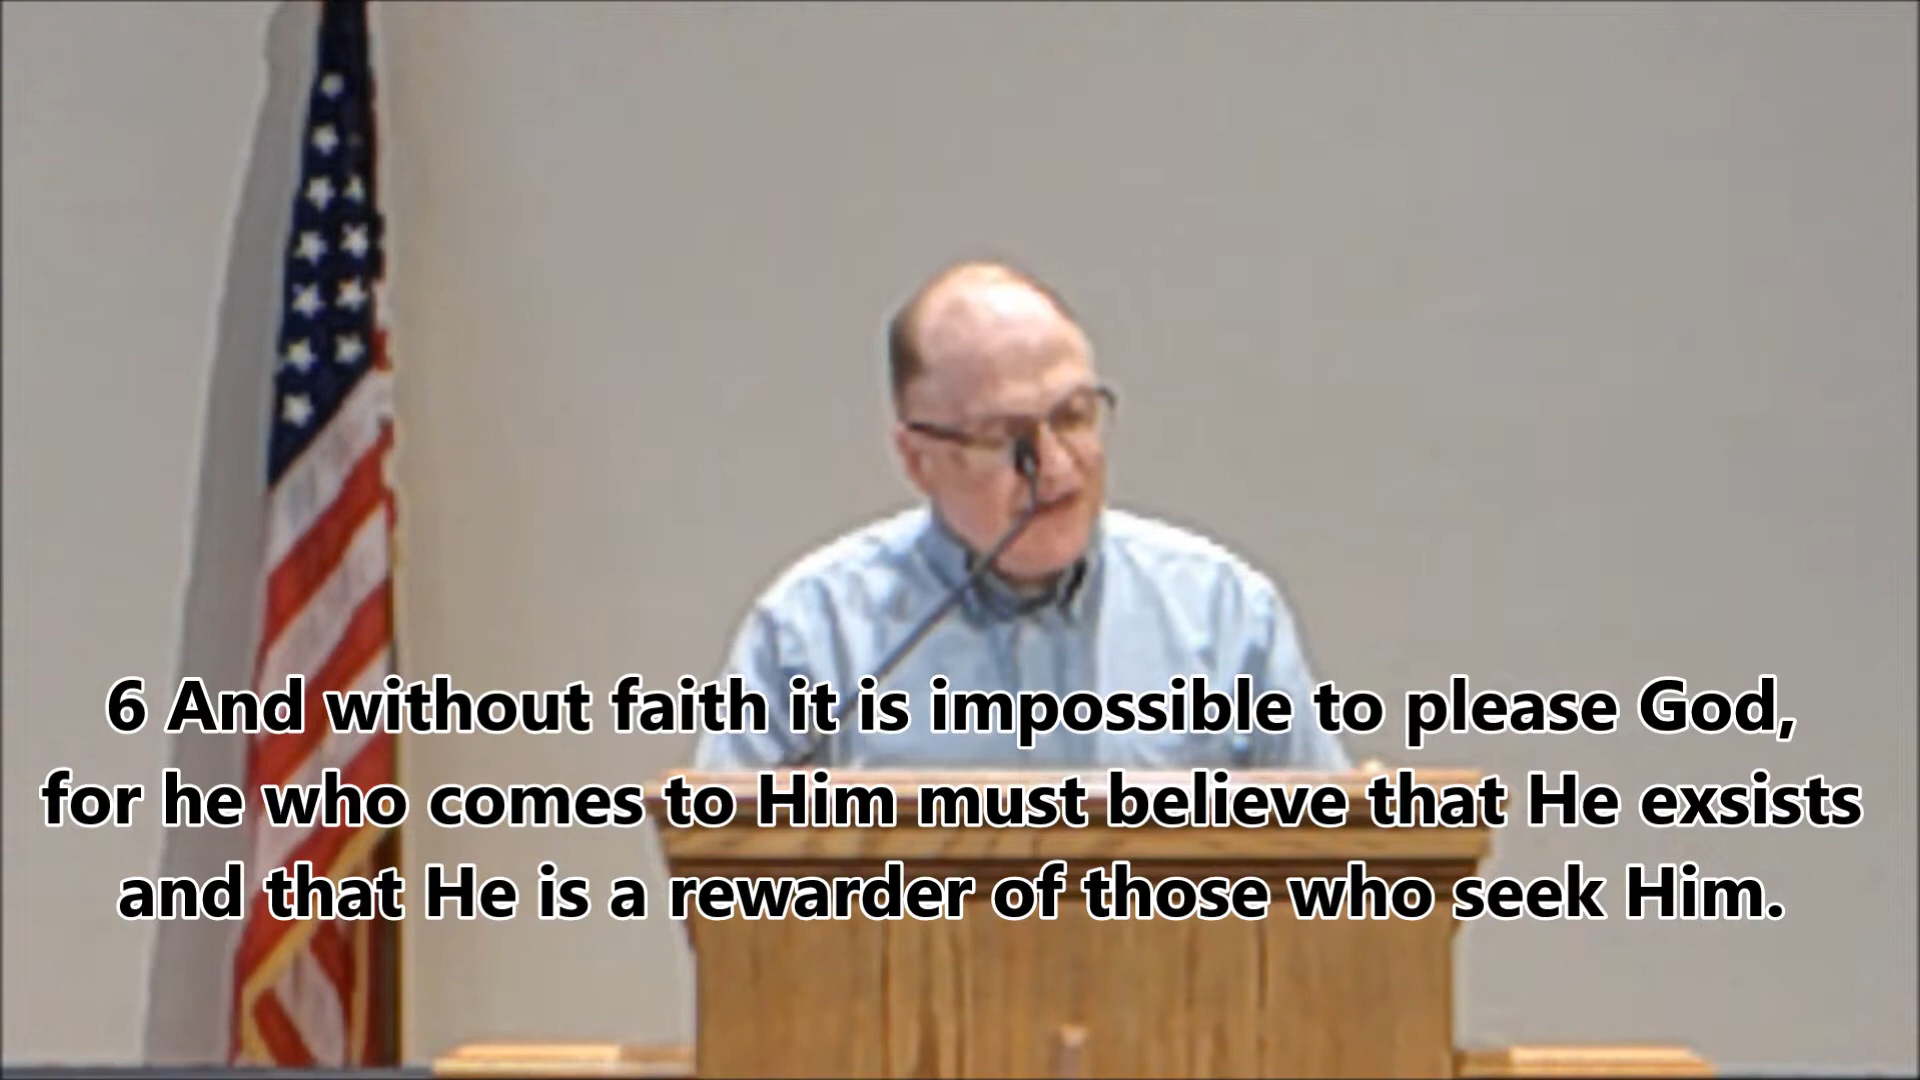 6 And without faith it is impossible to please God,
for he who comes to Him must believe that He exsists
and that He is a rewarder of those who seek Him.